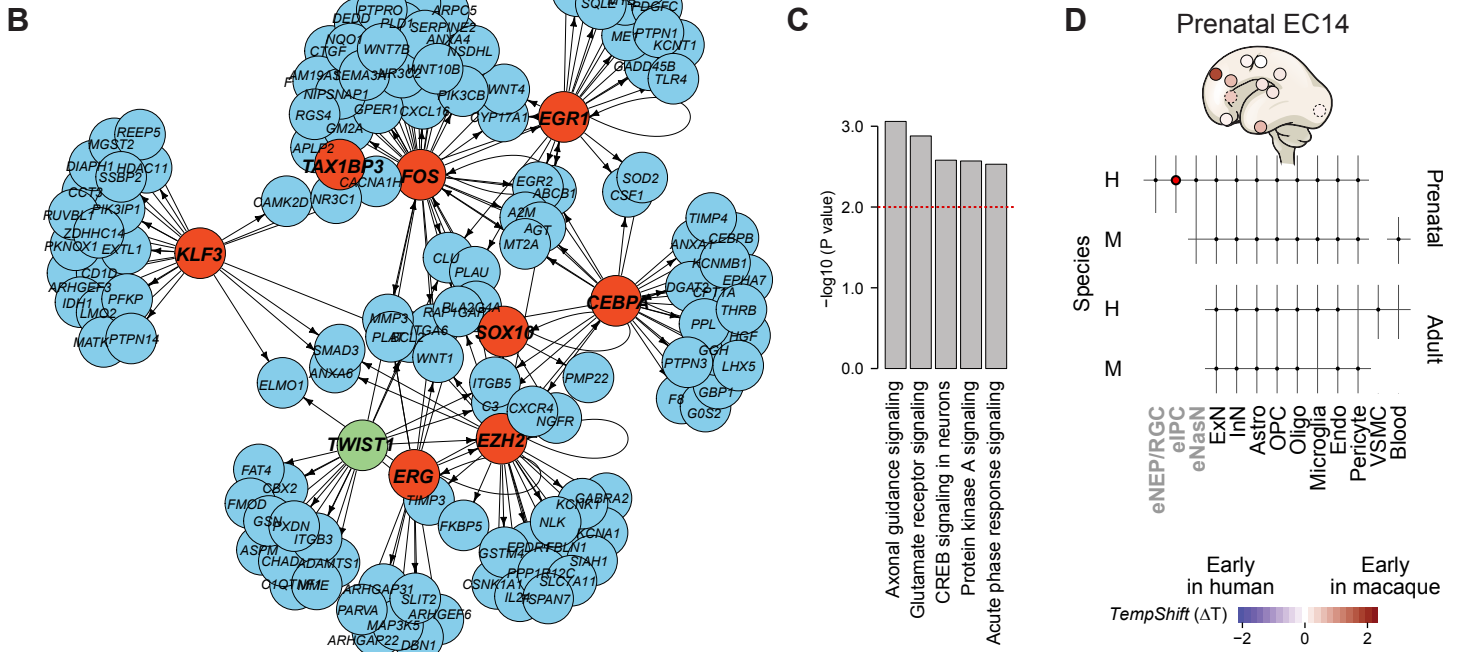 B
PTPRO
ARPC5
DEDD
PLD1
SERPINE2
NQO1
ANXA4
CTGF
WNT7B
NSDHL
SEMA3A
NR3C2
WNT10B
NIPSNAP1
PIK3CB
WNT4
RGS4
GPER1
CXCL16
CYP17A1
GM2A
APLP2
TAX1BP3
FOS
CACNA1H
NR3C1
CAMK2D
SQLE
PDGFC
PTPN1
KCNT1
GADD45B
TLR4
EGR1
REEP5
MGST2
DIAPH1
HDAC11
SSBP2
CCT3
RUVBL1
PIK3IP1
ZDHHC14
PKNOX1
EXTL1
KLF3
CD1D
ARHGEF3
IDH1
PFKP
LMO2
MATK
PTPN14
EGR2
ABCB1
SOD2
CSF1
A2M
AGT
MT2A
CLU
PLAU
TIMP4
ANXA1
CEBPB
KCNMB1
DGAT2
EPHA7
CPT1A
CEBPA
THRB
PPL
HGF
GGH
PTPN3
LHX5
F8
GBP1
G0S2
PLA2G4A
MMP3
SOX10
BCL2
WNT1
SMAD3
ANXA6
ELMO1
ITGB5
PMP22
C3
CXCR4
NGFR
TWIST1
EZH2
ERG
TIMP3
FKBP5
FAT4
CBX2
FMOD
GSN
PXDN
ITGB3
ASPM
CHAD
ADAMTS1
MME
ARHGAP31
PARVA
SLIT2
ARHGEF6
MAP3K5
ARHGAP22
DBN1
GABRA2
KCNK1
NLK
KCNA1
FBLN1
GSTM4
SIAH1
PPP1R12C
CSNK1A1
SLC7A11
IL24
TSPAN7
C
−log10 (P value)
3.0
2.0
1.0
0.0
Axonal guidance signaling
Glutamate receptor signaling
CREB signaling in neurons
Protein kinase A signaling
Acute phase response signaling
D
Prenatal EC14
Species
H
M
H
M
Prenatal
Adult
eNEP/RGC
eIPC
eNasN
ExN
InN
Astro
OPC
Oligo
Microglia
Endo
Pericyte
VSMC
Blood
Early
in human
Early
in macaque
TempShift (ΔT)
−2
0
2